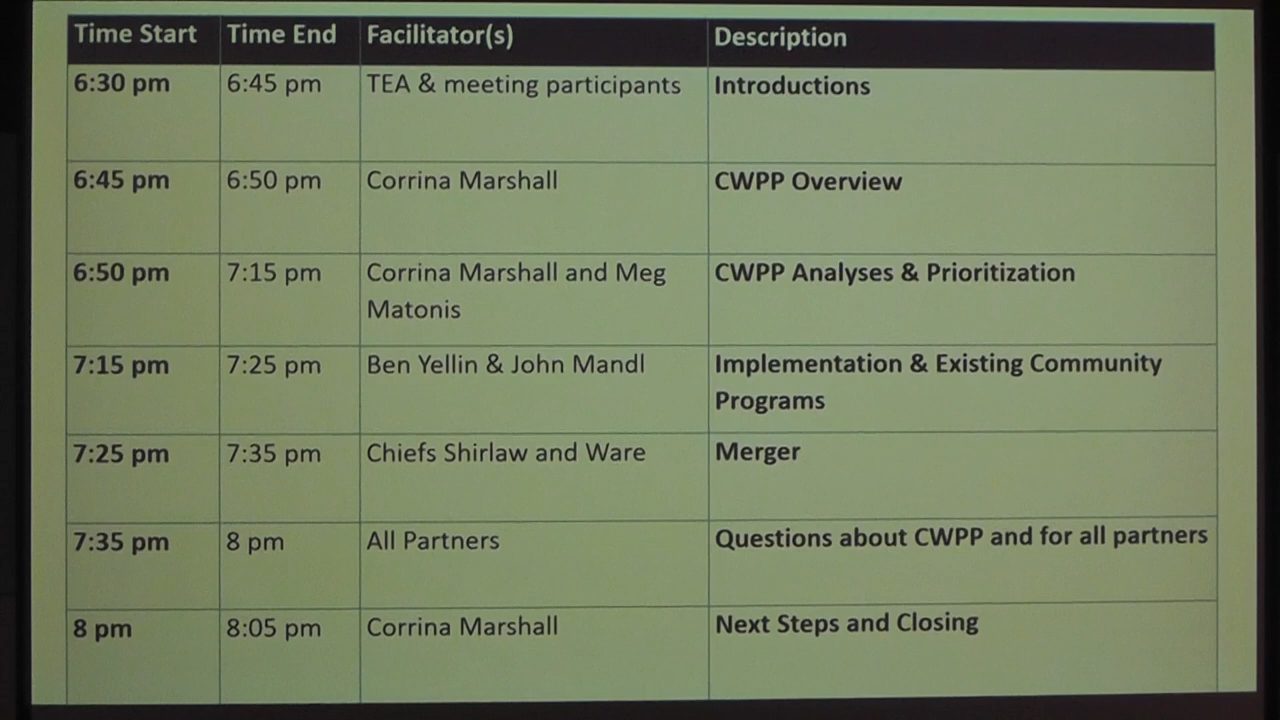 Time Start Time End Facilitator(s) Description
6:30 pm 6:45 pm TEA & meeting participants Introductions
6:45 pm 6:50 pm Corrina Marshall CWPP Overview
6:50 pm 7:15 pm Corrina Marshall and Meg CWPP Analyses & Prioritization
Matonis
7:15 pm 7:25 pm Ben Yellin & John Mandl Implementation & Existing Community
Programs
7:25 pm 7:35 pm Chiefs Shirlaw and Ware Merger
7:35 pm 8 pm All Partners Questions about CWPP and for all partners
8 pm 8:05 pm Corrina Marshall Next Steps and Closing